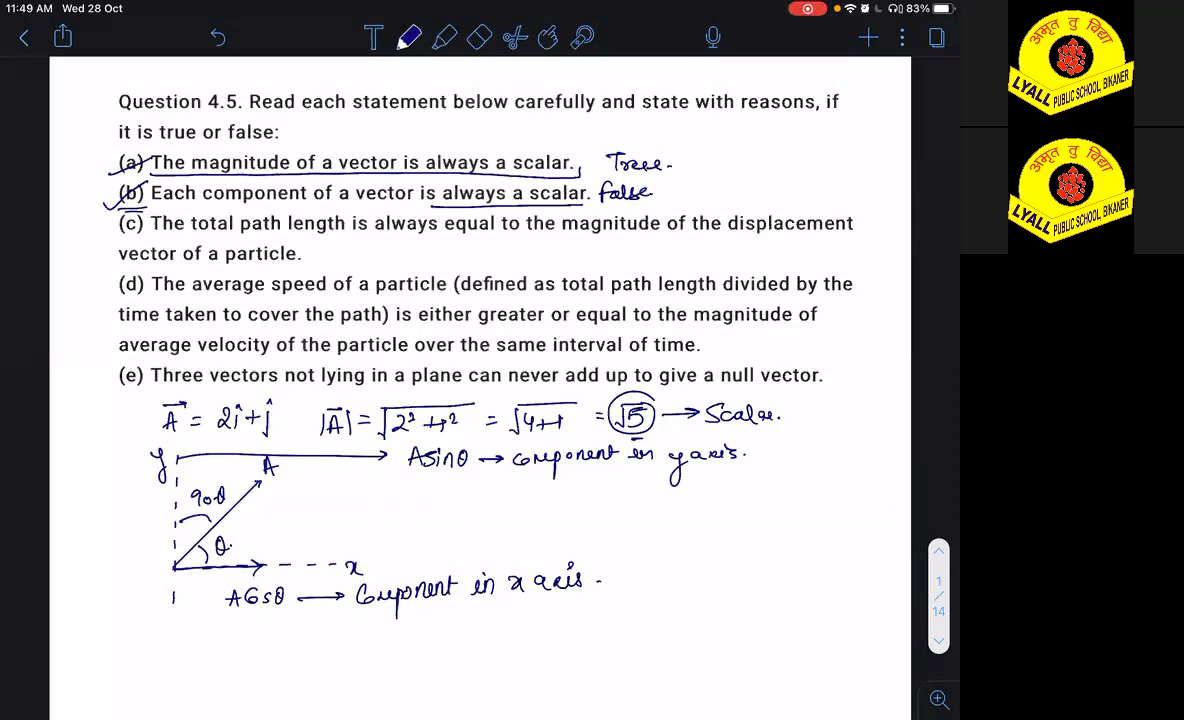 11:49 AM Wed 28 Oct
83%
Question 4.5. Read each statement below carefully and state with reasons, if
it is true or false:
(a) The magnitude of a vector is always a scalar. True.
(b) Each component of a vector is always a scalar. false
(c) The total path length is always equal to the magnitude of the displacement
vector of a particle.
(d) The average speed of a particle (defined as total path length divided by the
time taken to cover the path) is either greater or equal to the magnitude of
average velocity of the particle over the same interval of time.
(e) Three vectors not lying in a plane can never add up to give a null vector.
A = 2î + ĵ |A| = √2²+1² = √4+1 = √5 → Scalar.
y A Asinθ → Component in y axis.
90θ
θ.
x
ACosθ → Component in x axis.
1
/
14
अमृतं तु विद्या
LYALL PUBLIC SCHOOL, BIKANER
अमृतं तु विद्या
LYALL PUBLIC SCHOOL, BIKANER